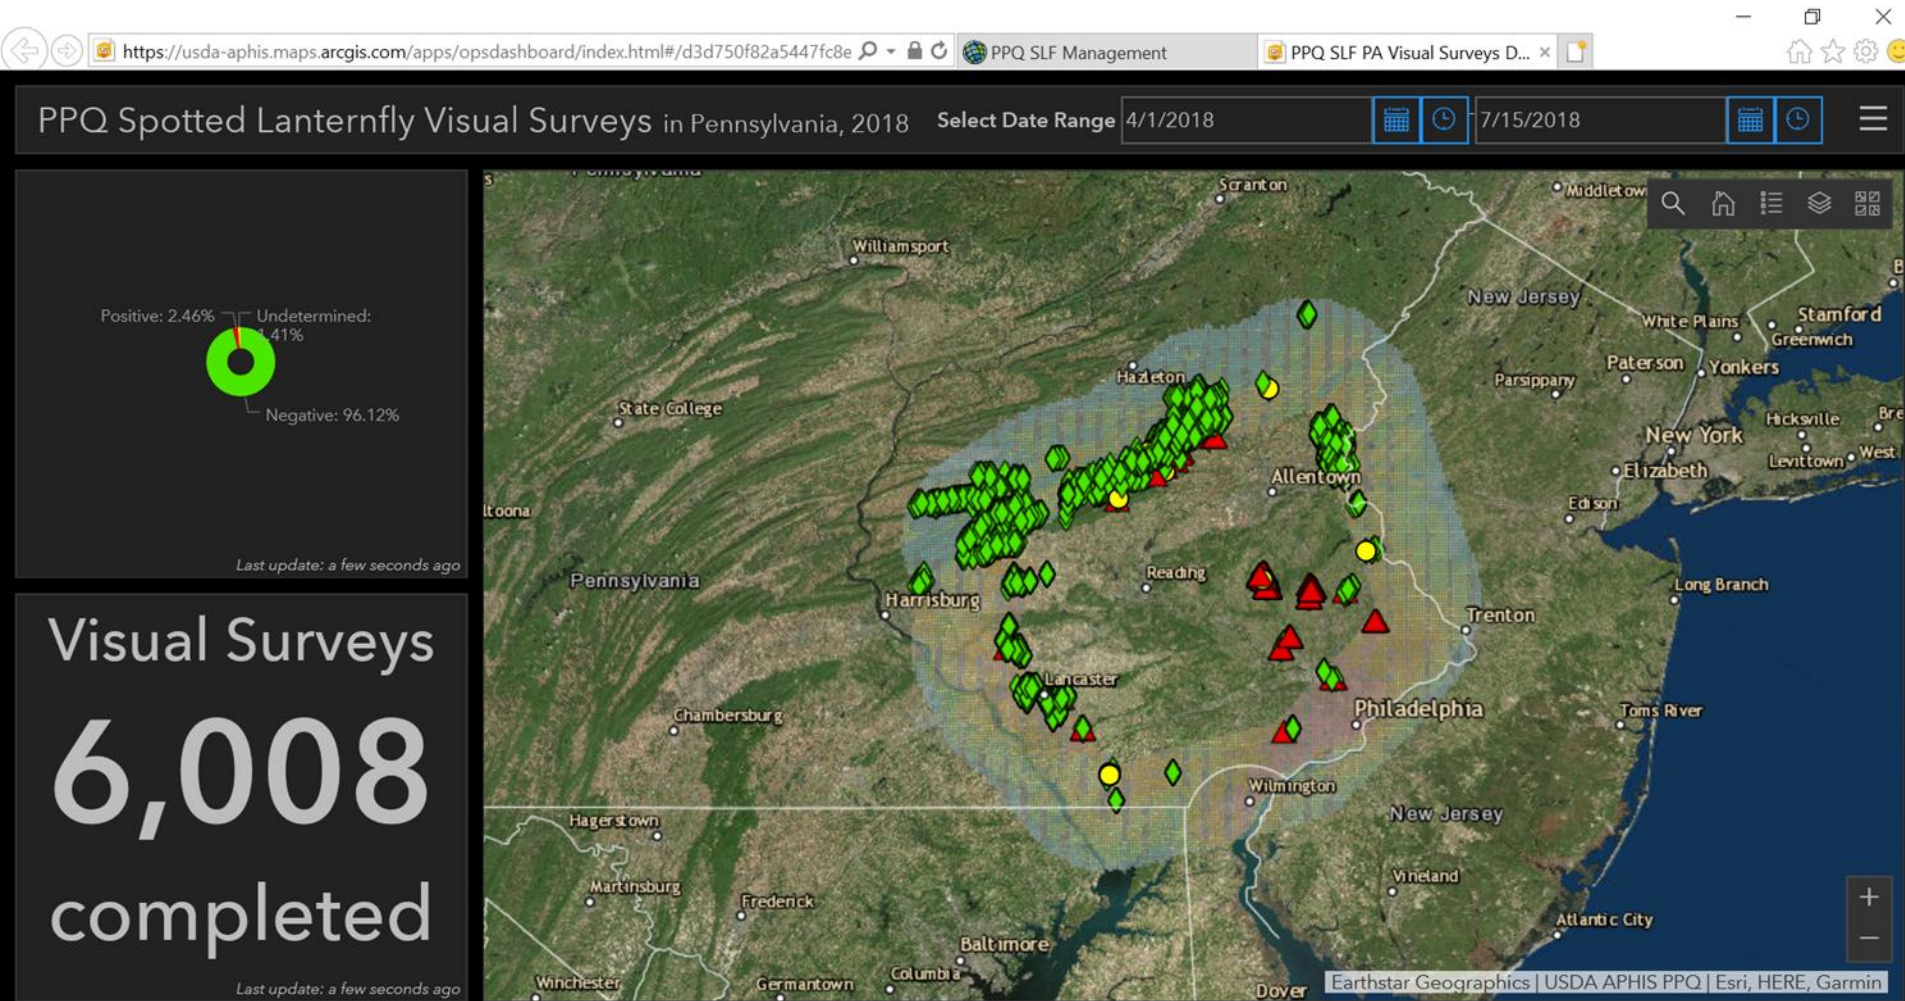 https://usda-aphis.maps.arcgis.com/apps/opsdashboard/index.html#/d3d750f82a5447fc8e
PPQ SLF Management
PPQ SLF PA Visual Surveys D...
PPQ Spotted Lanternfly Visual Surveys in Pennsylvania, 2018
Select Date Range
4/1/2018
-
7/15/2018
Positive: 2.46%
Undetermined:
.41%
Negative: 96.12%
Last update: a few seconds ago
Visual Surveys
6,008
completed
Last update: a few seconds ago
Scranton
Middletow
Williamsport
New Jersey
White Plains
Stamford
Greenwich
Hazleton
Paterson
Yonkers
Parsippany
State College
Hicksville
Bre
New York
Levittown
West
Allentown
Elizabeth
ltoona
Edison
Reading
Pennsylvania
Long Branch
Harrisburg
Trenton
Lancaster
Chambersburg
Philadelphia
Toms River
Wilmington
Hagerstown
New Jersey
Vineland
Martinsburg
Frederick
Atlantic City
Baltimore
Columbia
Winchester
Germantown
Dover
Earthstar Geographics | USDA APHIS PPQ | Esri, HERE, Garmin